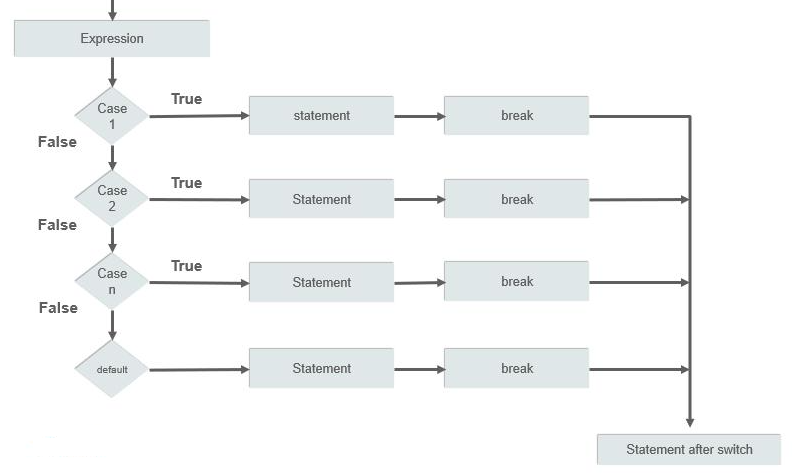 Expression
Case
1
True
statement
break
False
Case
2
True
Statement
break
False
Case
n
True
Statement
break
False
default
Statement
break
Statement after switch